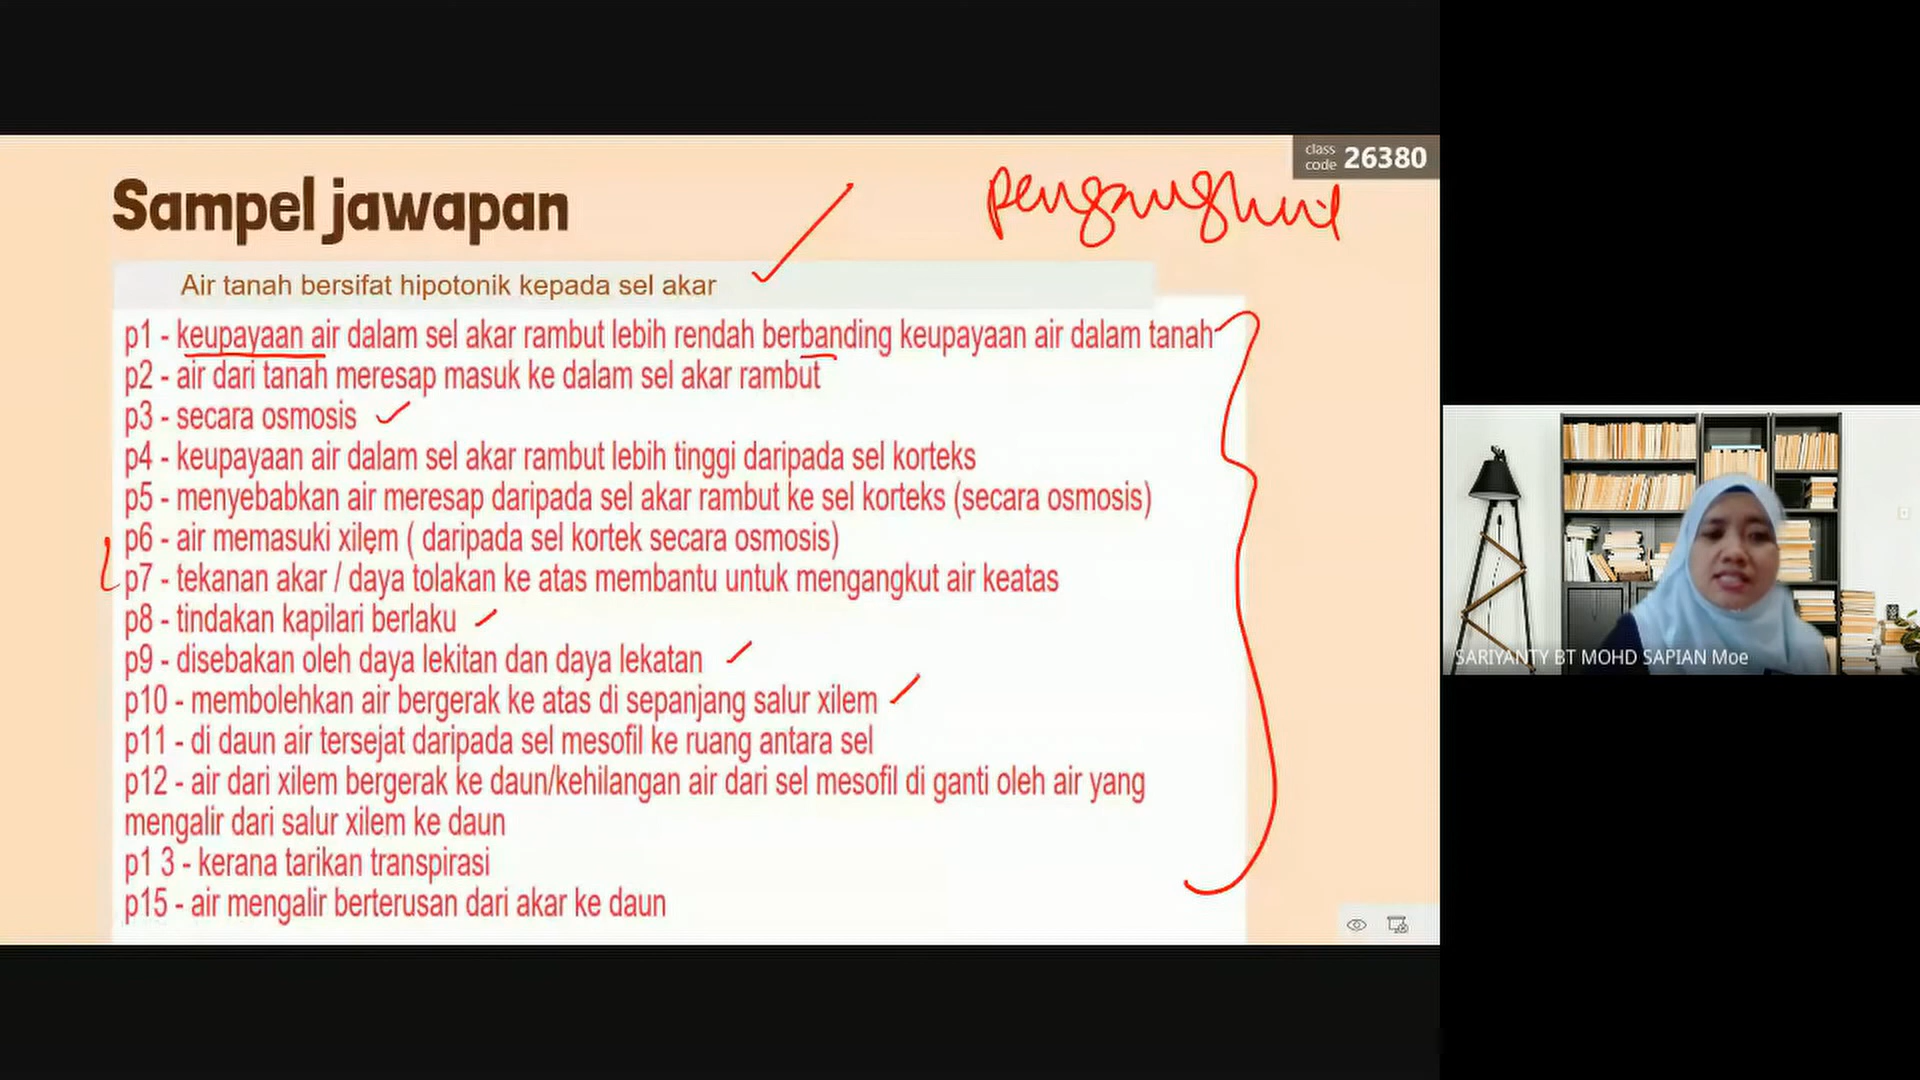 class code 26380
Sampel jawapan
Air tanah bersifat hipotonik kepada sel akar
p1 - keupayaan air dalam sel akar rambut lebih rendah berbanding keupayaan air dalam tanah
p2 - air dari tanah meresap masuk ke dalam sel akar rambut
p3 - secara osmosis
p4 - keupayaan air dalam sel akar rambut lebih tinggi daripada sel korteks
p5 - menyebabkan air meresap daripada sel akar rambut ke sel korteks (secara osmosis)
p6 - air memasuki xilem ( daripada sel kortek secara osmosis)
p7 - tekanan akar / daya tolakan ke atas membantu untuk mengangkut air keatas
p8 - tindakan kapilari berlaku
p9 - disebakan oleh daya lekitan dan daya lekatan
p10 - membolehkan air bergerak ke atas di sepanjang salur xilem
p11 - di daun air tersejat daripada sel mesofil ke ruang antara sel
p12 - air dari xilem bergerak ke daun/kehilangan air dari sel mesofil di ganti oleh air yang
mengalir dari salur xilem ke daun
p1 3 - kerana tarikan transpirasi
p15 - air mengalir berterusan dari akar ke daun
SARIYANTY BT MOHD SAPIAN Moe